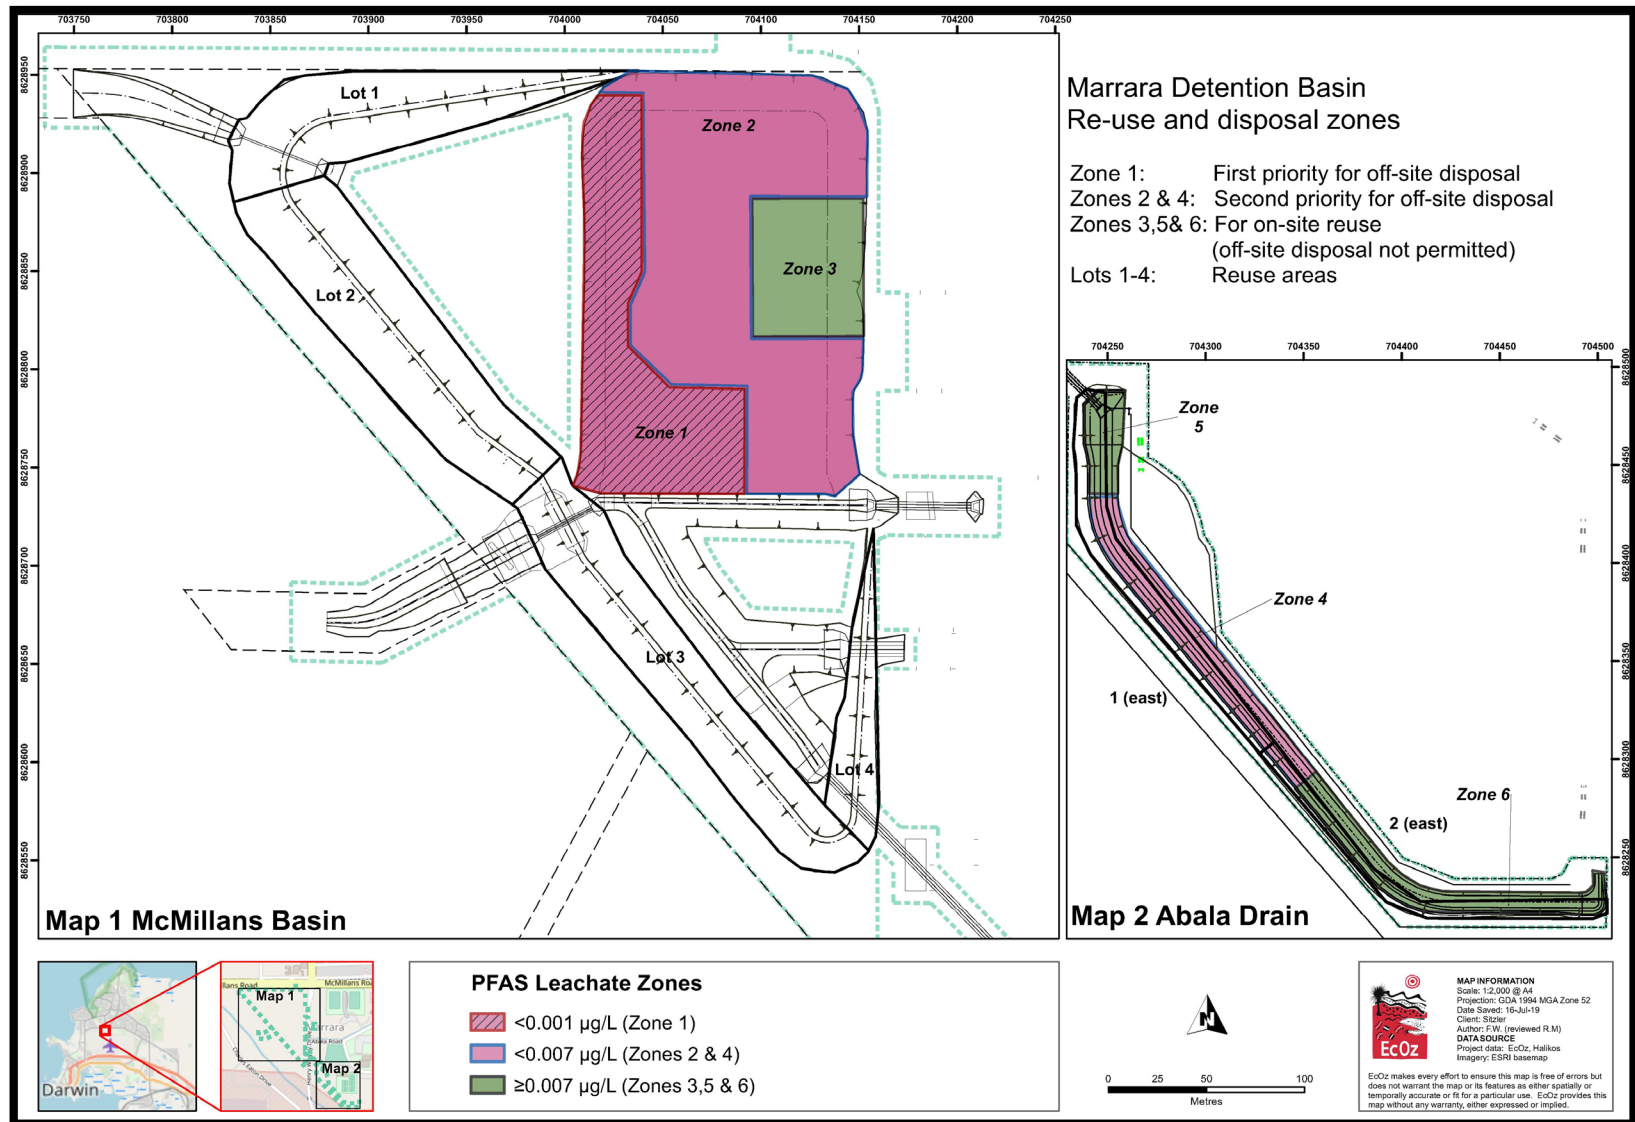 703750 703800 703850 703900 703950 704000 704050 704100 704150 704200 704250
8628950
8628900
8628850
8628800
8628750
8628700
8628650
8628600
8628550
Lot 1
Zone 2
Lot 2
Zone 3
Zone 1
Lot 3
Lot 4
Map 1 McMillans Basin
Marrara Detention Basin
Re-use and disposal zones
Zone 1: First priority for off-site disposal
Zones 2 & 4: Second priority for off-site disposal
Zones 3,5& 6: For on-site reuse
(off-site disposal not permitted)
Lots 1-4: Reuse areas
704250 704300 704350 704400 704450 704500
8628500
8628450
8628400
8628350
8628300
8628250
Zone
5
Zone 4
1 (east)
Zone 6
2 (east)
Map 2 Abala Drain
Darwin
llans Road
McMillans Roa
Map 1
Marrara
Abala Road
Map 2
PFAS Leachate Zones
<0.001 µg/L (Zone 1)
<0.007 µg/L (Zones 2 & 4)
≥0.007 µg/L (Zones 3,5 & 6)
N
0 25 50 100
Metres
EcOz
MAP INFORMATION
Scale: 1:2,000 @ A4
Projection: GDA 1994 MGA Zone 52
Date Saved: 16-Jul-19
Client: Sitzler
Author: F.W. (reviewed R.M)
DATA SOURCE
Project data: EcOz, Halikos
Imagery: ESRI basemap
EcOz makes every effort to ensure this map is free of errors but
does not warrant the map or its features as either spatially or
temporally accurate or fit for a particular use. EcOz provides this
map without any warranty, either expressed or implied.